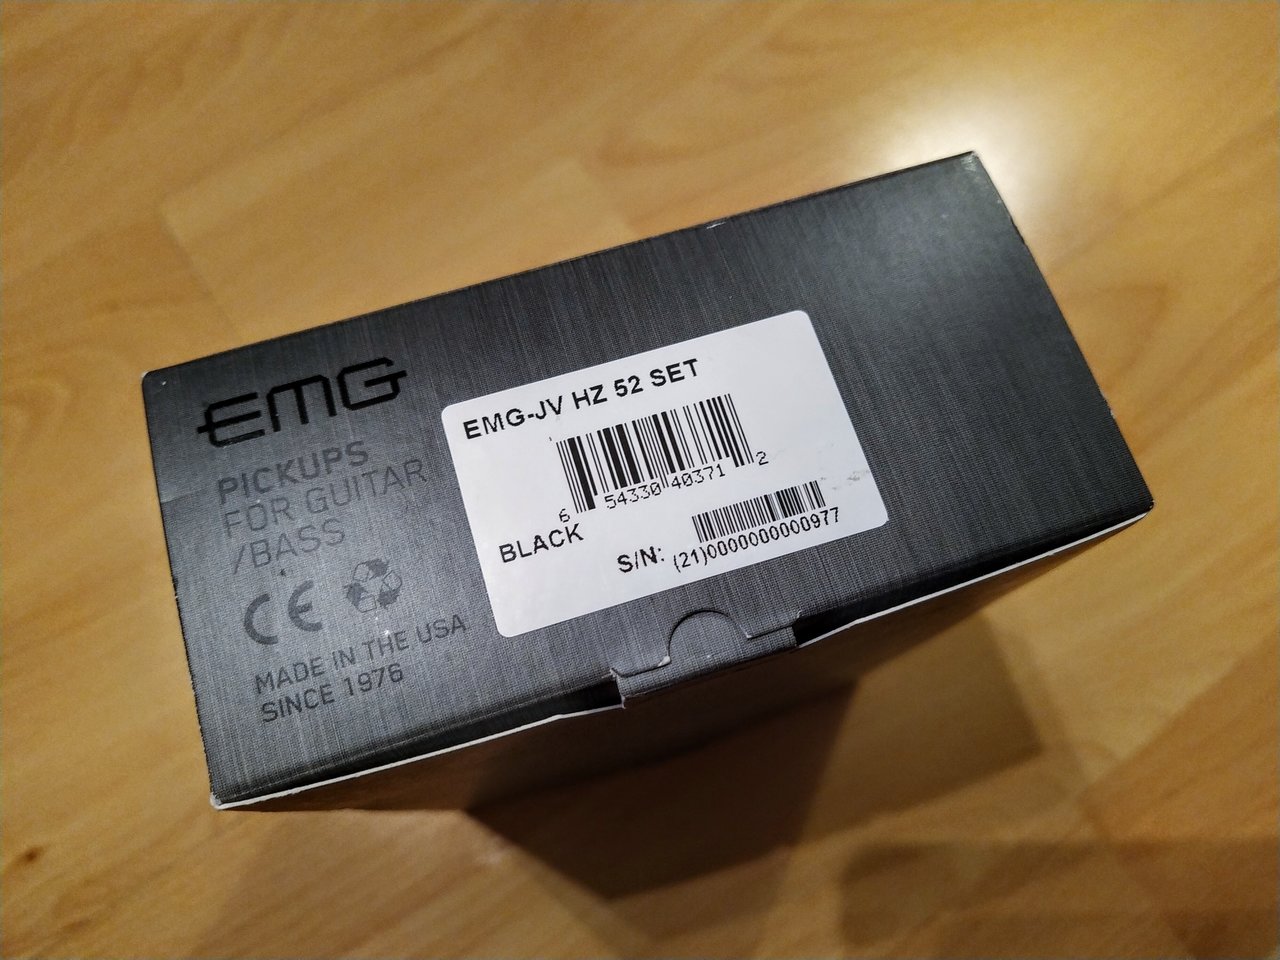 EMG
PICKUPS
FOR GUITAR
/BASS
CE
MADE IN THE USA
SINCE 1976
EMG-JV HZ 52 SET
6 54330 40371 2
BLACK
S/N: (21)0000000000977